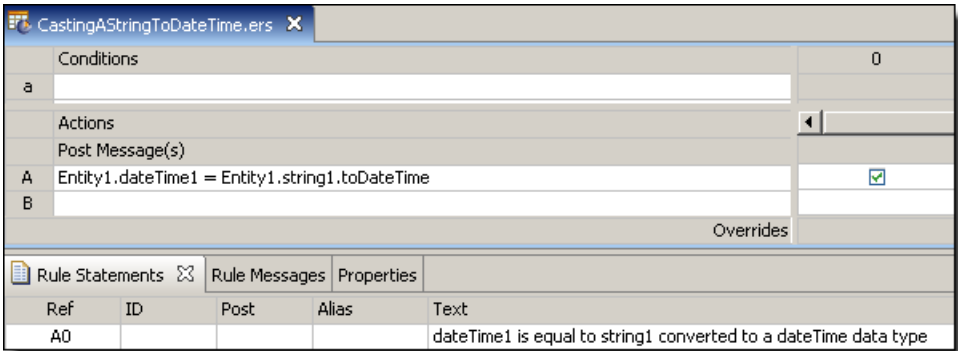 CastingAStringToDateTime.ers
Conditions 0
a
Actions
Post Message(s)
A Entity1.dateTime1 = Entity1.string1.toDateTime
B
Overrides
Rule Statements Rule Messages Properties
Ref ID Post Alias Text
A0 dateTime1 is equal to string1 converted to a dateTime data type